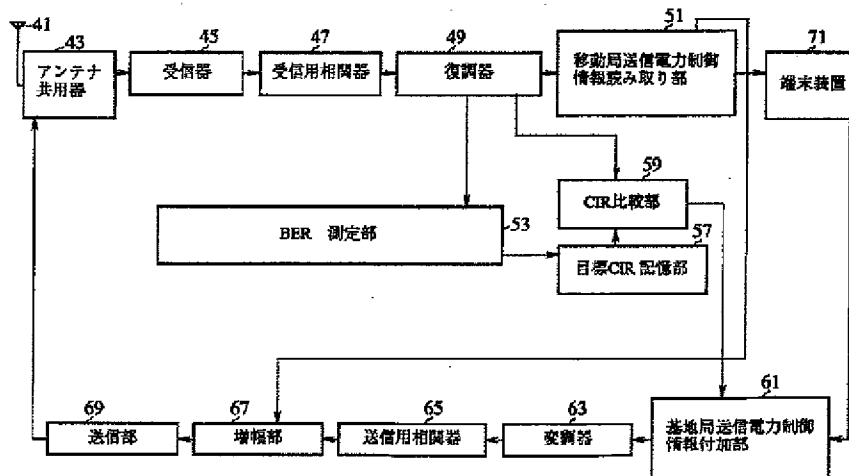 41
43
アンテナ
共用器
45
受信器
47
受信用相関器
49
復調器
51
移動局送信電力制御
情報読み取り部
71
端末装置
59
CIR比較部
BER 測定部
53
57
目標CIR 記憶部
61
基地局送信電力制御
情報付加部
63
変調器
65
送信用相関器
67
増幅部
69
送信部